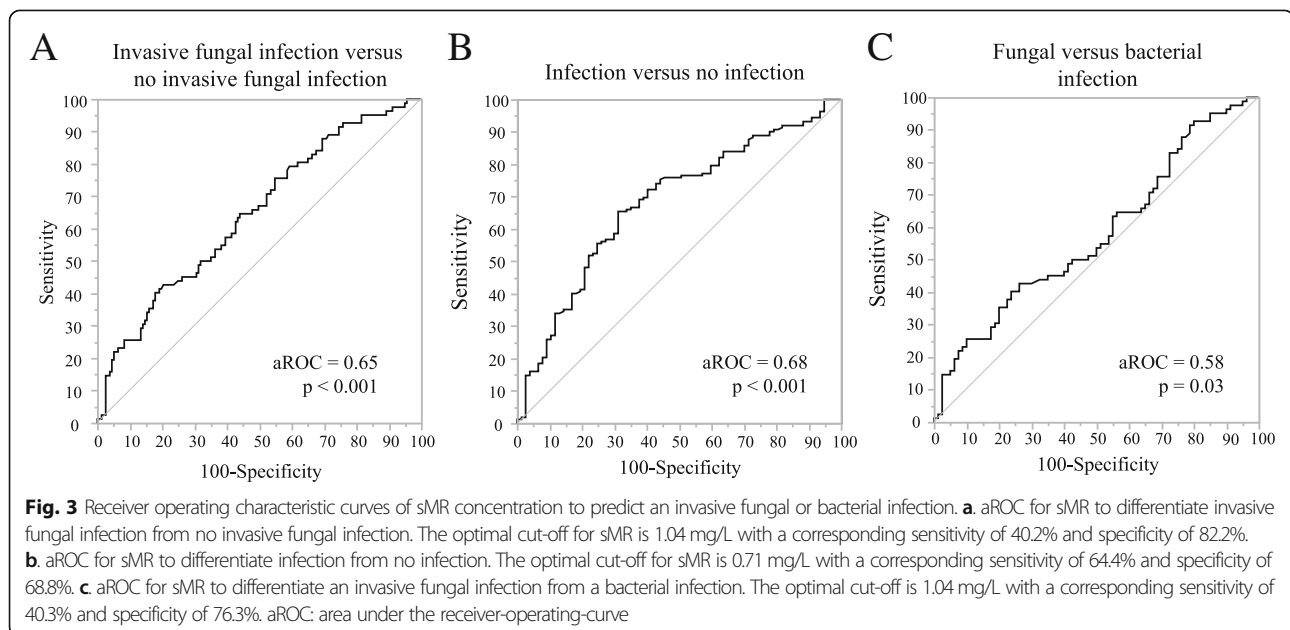 A
Invasive fungal infection versus
no invasive fungal infection
100
90
80
70
60
50
40
30
20
10
0
Sensitivity
aROC = 0.65
p < 0.001
0 10 20 30 40 50 60 70 80 90 100
100-Specificity
B
Infection versus no infection
100
90
80
70
60
50
40
30
20
10
0
Sensitivity
aROC = 0.68
p < 0.001
0 10 20 30 40 50 60 70 80 90 100
100-Specificity
C
Fungal versus bacterial
infection
100
90
80
70
60
50
40
30
20
10
0
Sensitivity
aROC = 0.58
p = 0.03
0 10 20 30 40 50 60 70 80 90 100
100-Specificity
Fig. 3 Receiver operating characteristic curves of sMR concentration to predict an invasive fungal or bacterial infection. a. aROC for sMR to differentiate invasive
fungal infection from no invasive fungal infection. The optimal cut-off for sMR is 1.04 mg/L with a corresponding sensitivity of 40.2% and specificity of 82.2%.
b. aROC for sMR to differentiate infection from no infection. The optimal cut-off for sMR is 0.71 mg/L with a corresponding sensitivity of 64.4% and specificity of
68.8%. c. aROC for sMR to differentiate an invasive fungal infection from a bacterial infection. The optimal cut-off is 1.04 mg/L with a corresponding sensitivity of
40.3% and specificity of 76.3%. aROC: area under the receiver-operating-curve